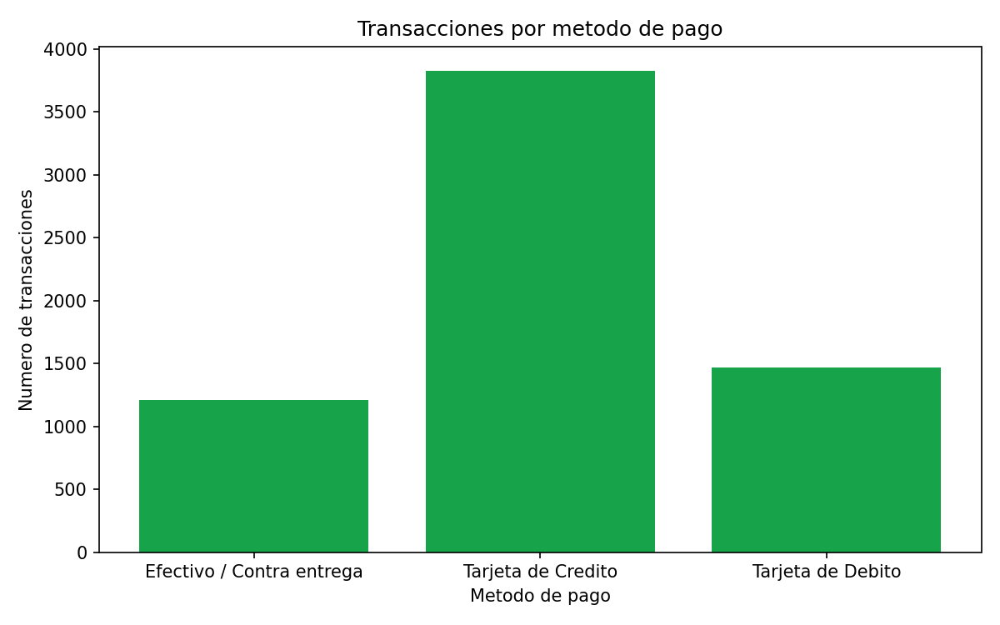 Transacciones por metodo de pago
4000
3500
3000
2500
2000
1500
1000
500
0
Numero de transacciones
Efectivo / Contra entrega
Tarjeta de Credito
Tarjeta de Debito
Metodo de pago